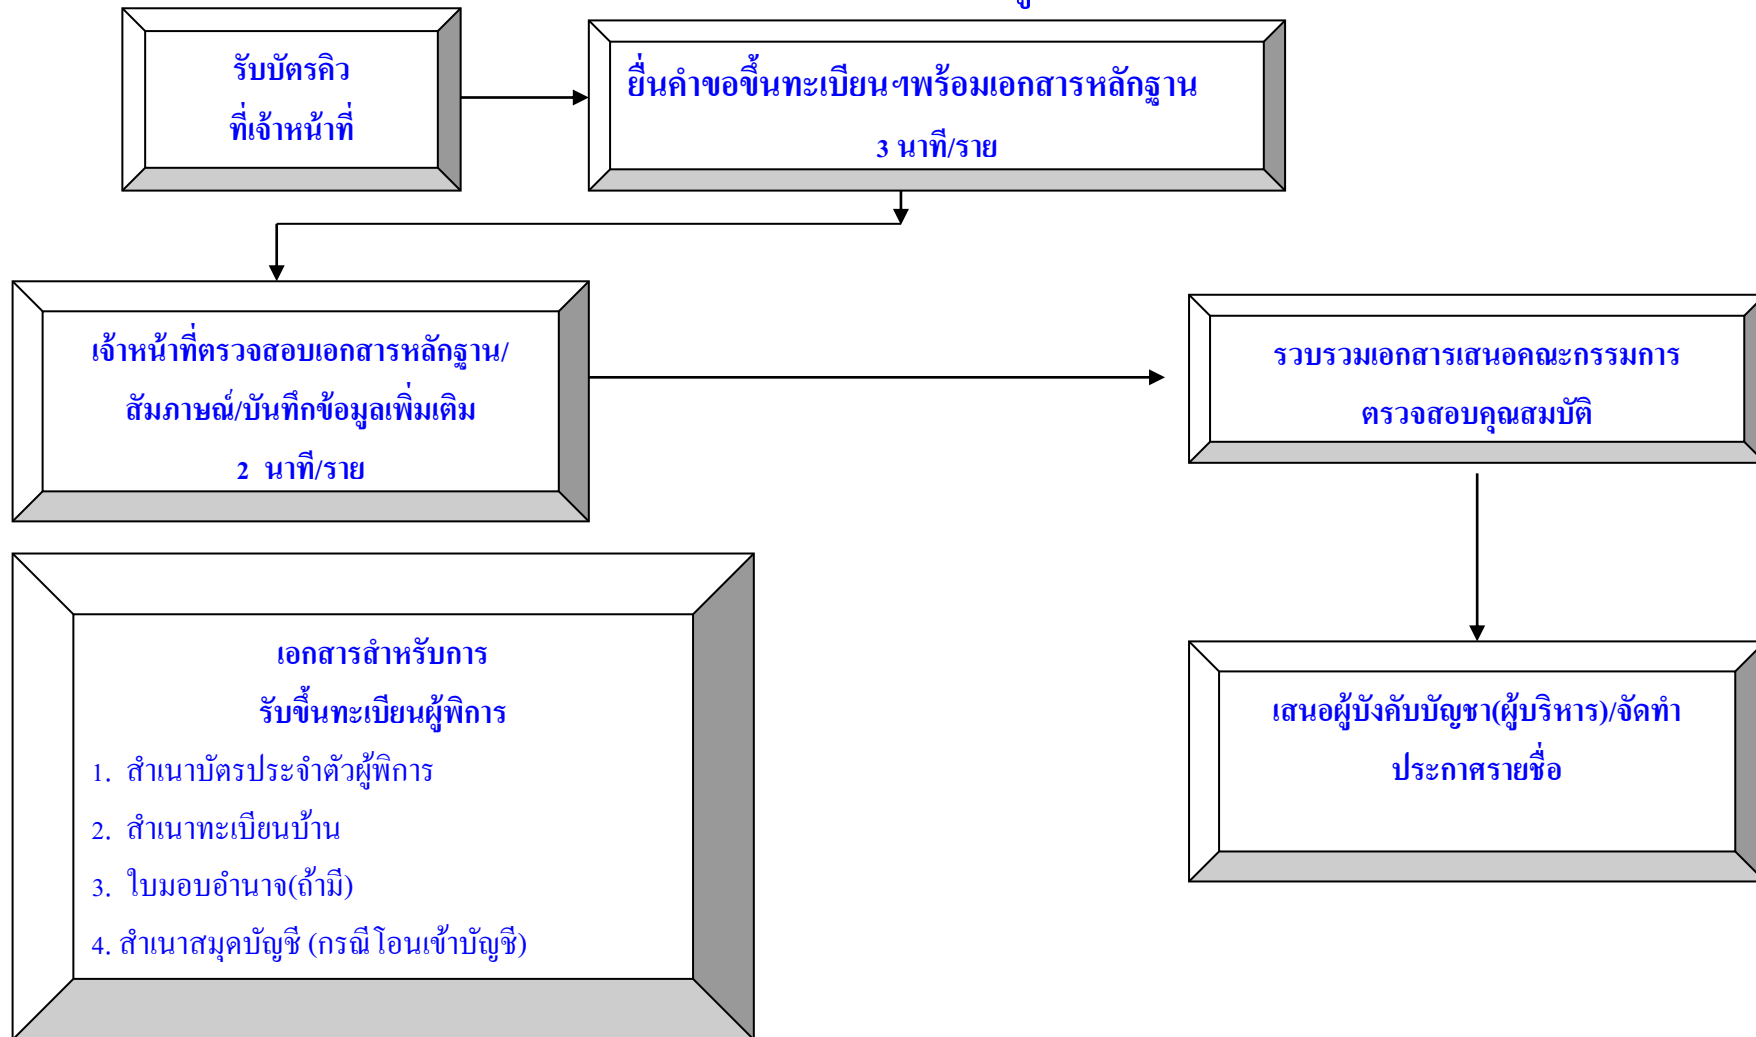 รับบัตรคิว
ที่เจ้าหน้าที่
ยื่นคำขอขึ้นทะเบียนฯพร้อมเอกสารหลักฐาน
3 นาที/ราย
เจ้าหน้าที่ตรวจสอบเอกสารหลักฐาน/
สัมภาษณ์/บันทึกข้อมูลเพิ่มเติม
2 นาที/ราย
รวบรวมเอกสารเสนอคณะกรรมการ
ตรวจสอบคุณสมบัติ
เสนอผู้บังคับบัญชา(ผู้บริหาร)/จัดทำ
ประกาศรายชื่อ
เอกสารสำหรับการ
รับขึ้นทะเบียนผู้พิการ
1. สำเนาบัตรประจำตัวผู้พิการ
2. สำเนาทะเบียนบ้าน
3. ใบมอบอำนาจ(ถ้ามี)
4. สำเนาสมุดบัญชี (กรณีโอนเข้าบัญชี)